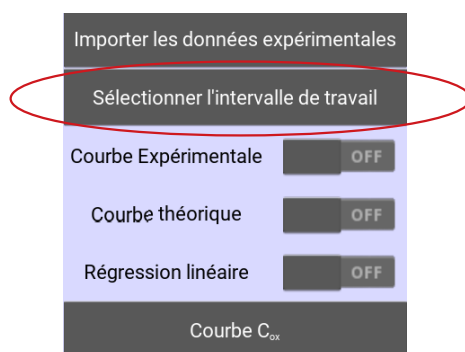 Importer les données expérimentales
Sélectionner l'intervalle de travail
Courbe Expérimentale OFF
Courbe théorique OFF
Régression linéaire OFF
Courbe Cₒₓ